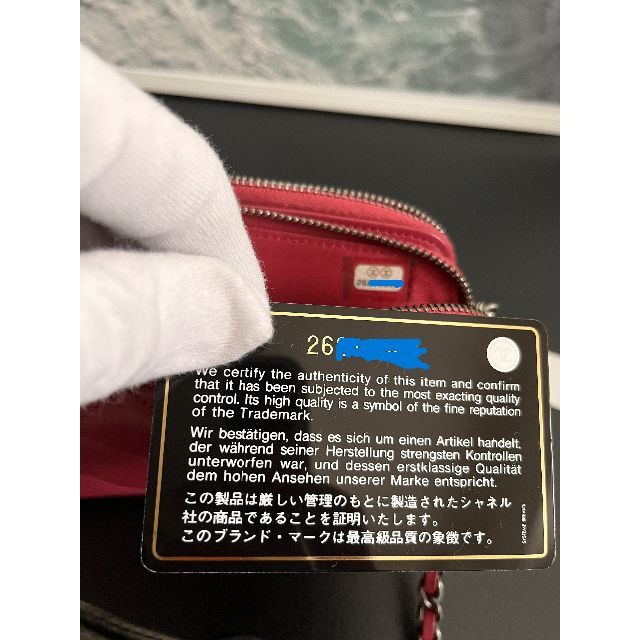 26
26
We certify the authenticity of this item and confirm
that it has been subjected to the most exacting quality
control. Its high quality is a symbol of the fine reputation
of the Trademark.
Wir bestätigen, dass es sich um einen Artikel handelt,
der während seiner Herstellung strengsten Kontrollen
unterworfen war, und dessen erstklassige Qualität
dem hohen Ansehen unserer Marke entspricht.
この製品は厳しい管理のもとに製造されたシャネル
社の商品であることを証明いたします。
このブランド・マークは最高級品質の象徴です。